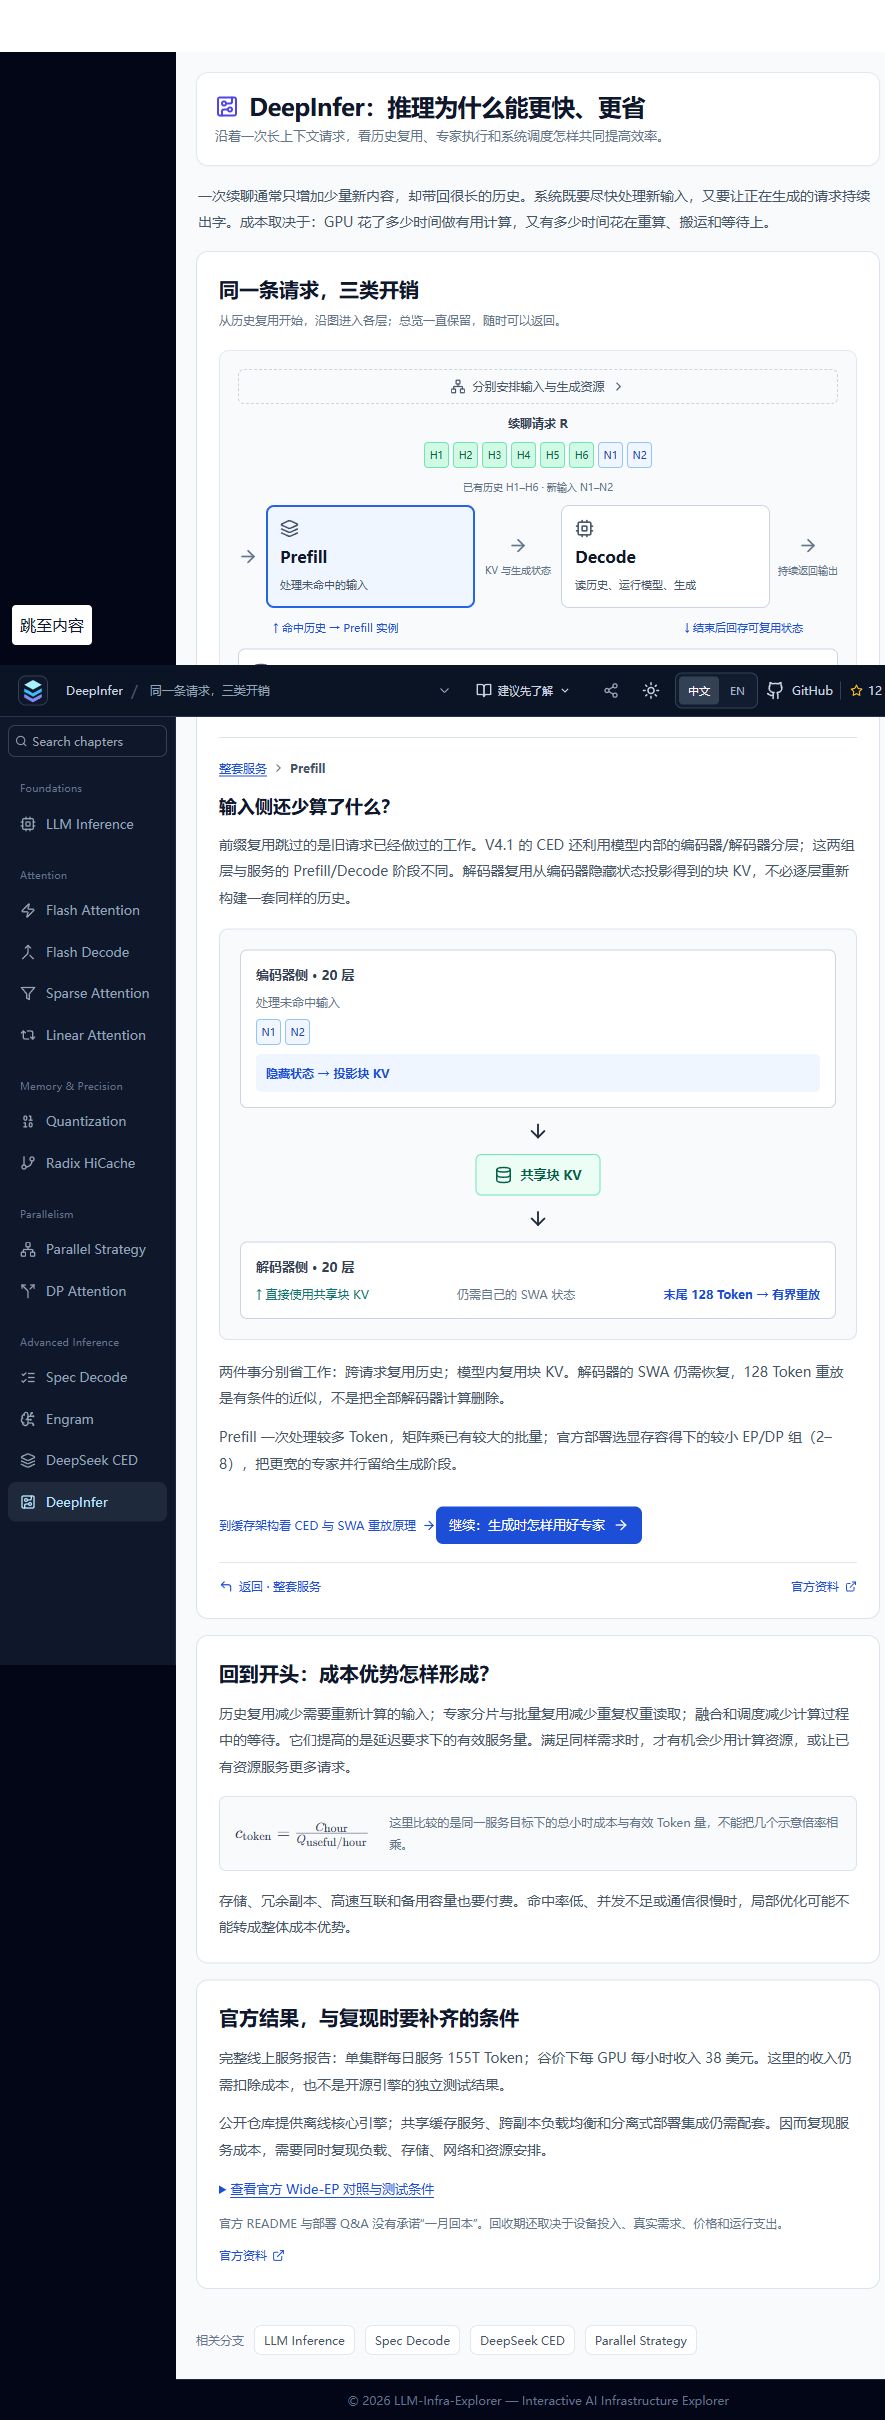 DeepInfer：推理为什么能更快、更省
沿着一次长上下文请求，看历史复用、专家执行和系统调度怎样共同提高效率。
一次续聊通常只增加少量新内容，却带回很长的历史。系统既要尽快处理新输入，又要让正在生成的请求持续
出字。成本取决于：GPU 花了多少时间做有用计算，又有多少时间花在重算、搬运和等待上。
同一条请求，三类开销
从历史复用开始，沿图进入各层；总览一直保留，随时可以返回。
分别安排输入与生成资源
续聊请求 R
H1 H2 H3 H4 H5 H6 N1 N2
已有历史 H1–H6 · 新输入 N1–N2
Prefill
处理未命中的输入
KV 与生成状态
Decode
读历史、运行模型、生成
持续返回输出
↑ 命中历史 → Prefill 实例
↓ 结束后回存可复用状态
跳至内容
DeepInfer / 同一条请求，三类开销
建议先了解
中文 EN
GitHub
12
Search chapters
Foundations
LLM Inference
Attention
Flash Attention
Flash Decode
Sparse Attention
Linear Attention
Memory & Precision
Quantization
Radix HiCache
Parallelism
Parallel Strategy
DP Attention
Advanced Inference
Spec Decode
Engram
DeepSeek CED
DeepInfer
整套服务 > Prefill
输入侧还少算了什么？
前缀复用跳过的是旧请求已经做过的工作。V4.1 的 CED 还利用模型内部的编码器/解码器分层；这两组
层与服务的 Prefill/Decode 阶段不同。解码器复用从编码器隐藏状态投影得到的块 KV，不必逐层重新
构建一套同样的历史。
编码器侧 • 20 层
处理未命中输入
N1 N2
隐藏状态 → 投影块 KV
共享块 KV
解码器侧 • 20 层
↑ 直接使用共享块 KV
仍需自己的 SWA 状态
末尾 128 Token → 有界重放
两件事分别省工作：跨请求复用历史；模型内复用块 KV。解码器的 SWA 仍需恢复，128 Token 重放
是有条件的近似，不是把全部解码器计算删除。
Prefill 一次处理较多 Token，矩阵乘已有较大的批量；官方部署选显存容得下的较小 EP/DP 组（2–
8），把更宽的专家并行留给生成阶段。
到缓存架构看 CED 与 SWA 重放原理 →
继续：生成时怎样用好专家 →
返回 · 整套服务
官方资料
回到开头：成本优势怎样形成？
历史复用减少需要重新计算的输入；专家分片与批量复用减少重复权重读取；融合和调度减少计算过程
中的等待。它们提高的是延迟要求下的有效服务量。满足同样需求时，才有机会少用计算资源，或让已
有资源服务更多请求。
c_token = C_hour / Q_useful/hour
这里比较的是同一服务目标下的总小时成本与有效 Token 量，不能把几个示意倍率相
乘。
存储、冗余副本、高速互联和备用容量也要付费。命中率低、并发不足或通信很慢时，局部优化可能不
能转成整体成本优势。
官方结果，与复现时要补齐的条件
完整线上服务报告：单集群每日服务 155T Token；谷价下每 GPU 每小时收入 38 美元。这里的收入仍
需扣除成本，也不是开源引擎的独立测试结果。
公开仓库提供离线核心引擎；共享缓存服务、跨副本负载均衡和分离式部署集成仍需配套。因而复现服
务成本，需要同时复现负载、存储、网络和资源安排。
▶ 查看官方 Wide-EP 对照与测试条件
官方 README 与部署 Q&A 没有承诺“一月回本”。回收期还取决于设备投入、真实需求、价格和运行支出。
官方资料
相关分支 LLM Inference Spec Decode DeepSeek CED Parallel Strategy
© 2026 LLM-Infra-Explorer — Interactive AI Infrastructure Explorer